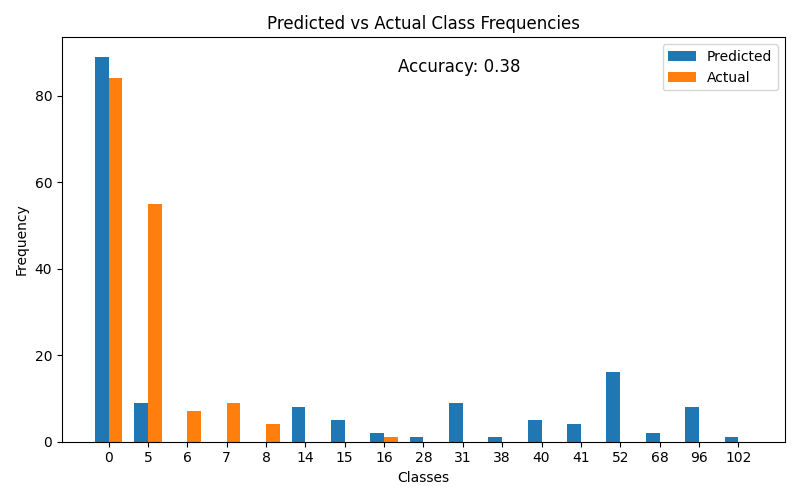 Predicted vs Actual Class Frequencies
Accuracy: 0.38
Predicted
Actual
Frequency
80
60
40
20
0
0 5 6 7 8 14 15 16 28 31 38 40 41 52 68 96 102
Classes